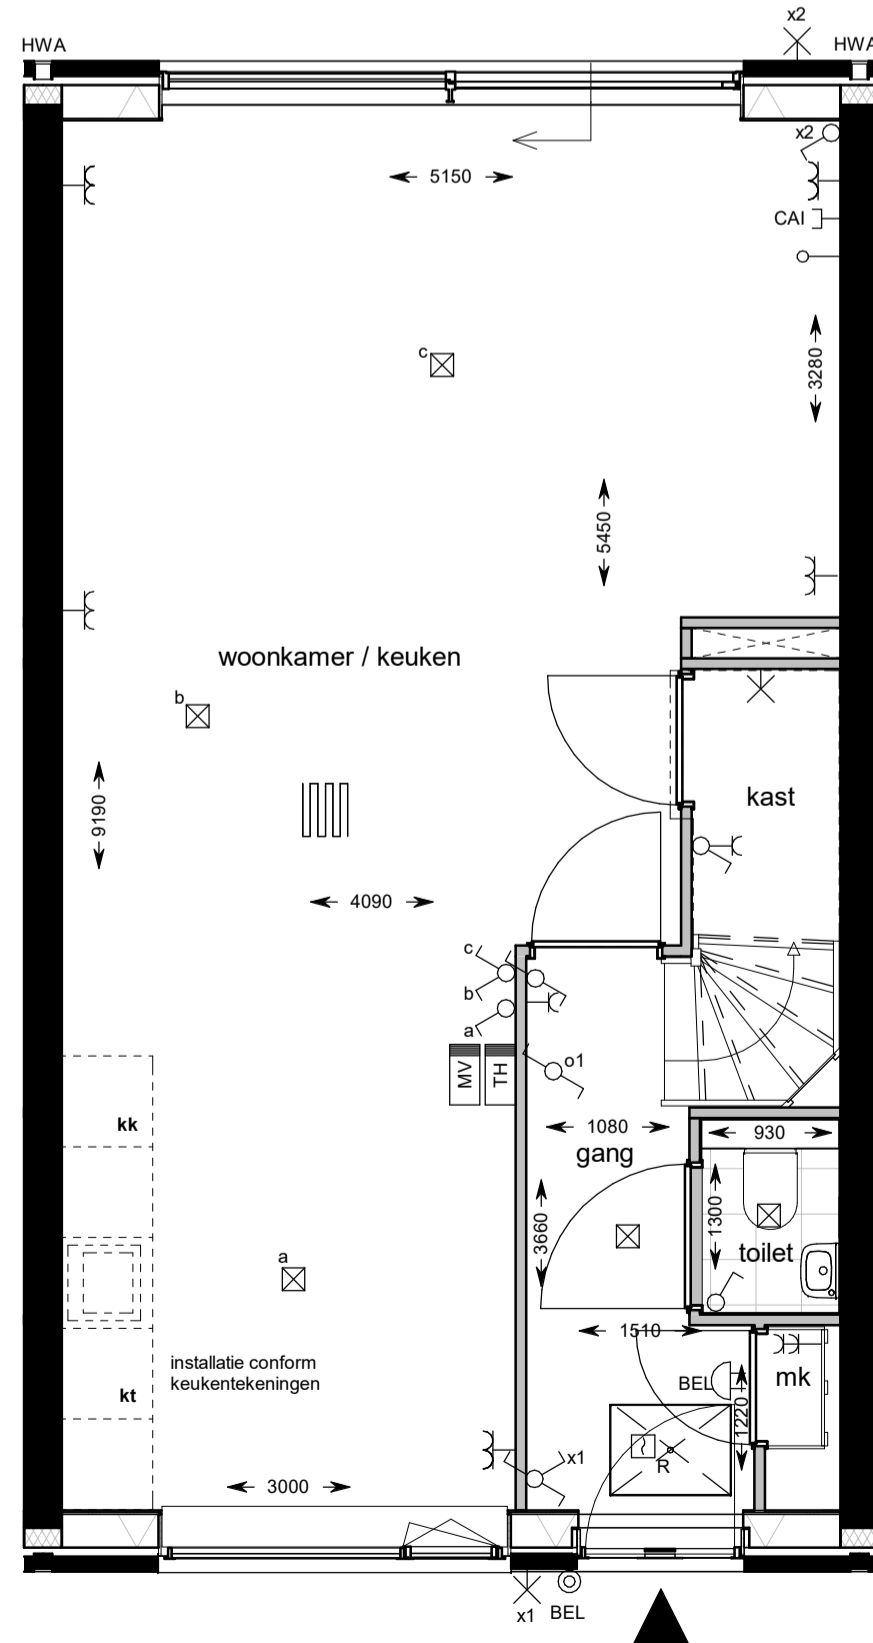 x2
HWA
HWA
x2
5150
CAI
c
3280
5450
woonkamer / keuken
b
kast
9190
4090
c
b
a
o1
MV
TH
kk
1080
930
gang
1300
3660
toilet
a
1510
installatie conform
keukentekeningen
mk
BEL
kt
1220
x1
R
3000
x1
BEL